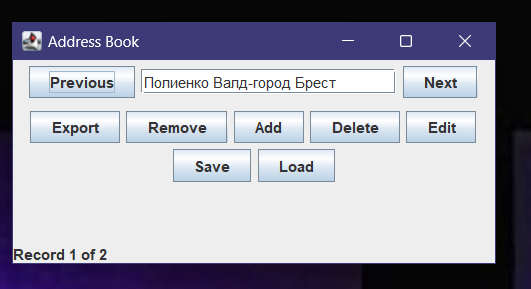 Address Book
Previous Полиенко Валд-город Брест Next
Export Remove Add Delete Edit
Save Load
Record 1 of 2